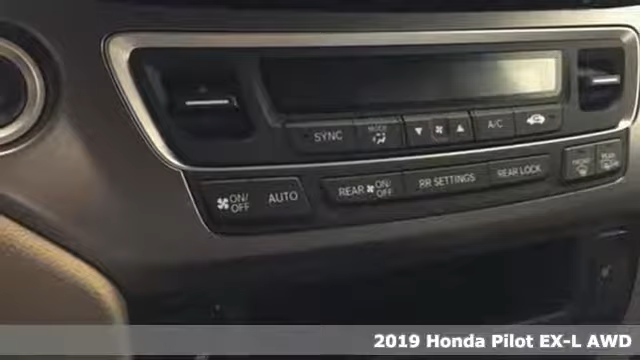 SYNC MODE A/C
ON/OFF AUTO REAR ON/OFF RR SETTINGS REAR LOCK FRONT REAR
2019 Honda Pilot EX-L AWD